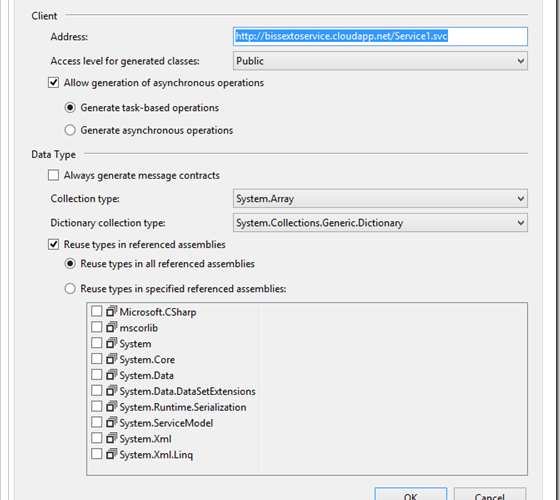 Client
Address: http://bissextoservice.cloudapp.net/Service1.svc
Access level for generated classes: Public
Allow generation of asynchronous operations
Generate task-based operations
Generate asynchronous operations
Data Type
Always generate message contracts
Collection type: System.Array
Dictionary collection type: System.Collections.Generic.Dictionary
Reuse types in referenced assemblies
Reuse types in all referenced assemblies
Reuse types in specified referenced assemblies:
Microsoft.CSharp
mscorlib
System
System.Core
System.Data
System.Data.DataSetExtensions
System.Runtime.Serialization
System.ServiceModel
System.Xml
System.Xml.Linq
OK Cancel